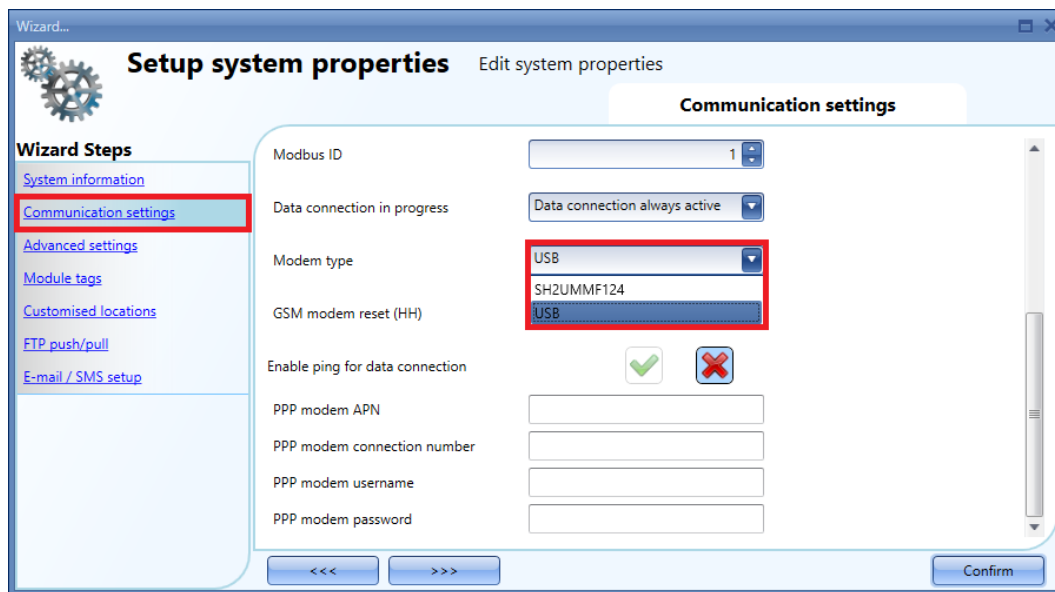 Wizard...
Setup system properties Edit system properties
Communication settings
Wizard Steps
System information
Communication settings
Advanced settings
Module tags
Customised locations
FTP push/pull
E-mail / SMS setup
Modbus ID 1
Data connection in progress Data connection always active
Modem type USB
SH2UMMF124
GSM modem reset (HH) USB
Enable ping for data connection
PPP modem APN
PPP modem connection number
PPP modem username
PPP modem password
<<< >>> Confirm